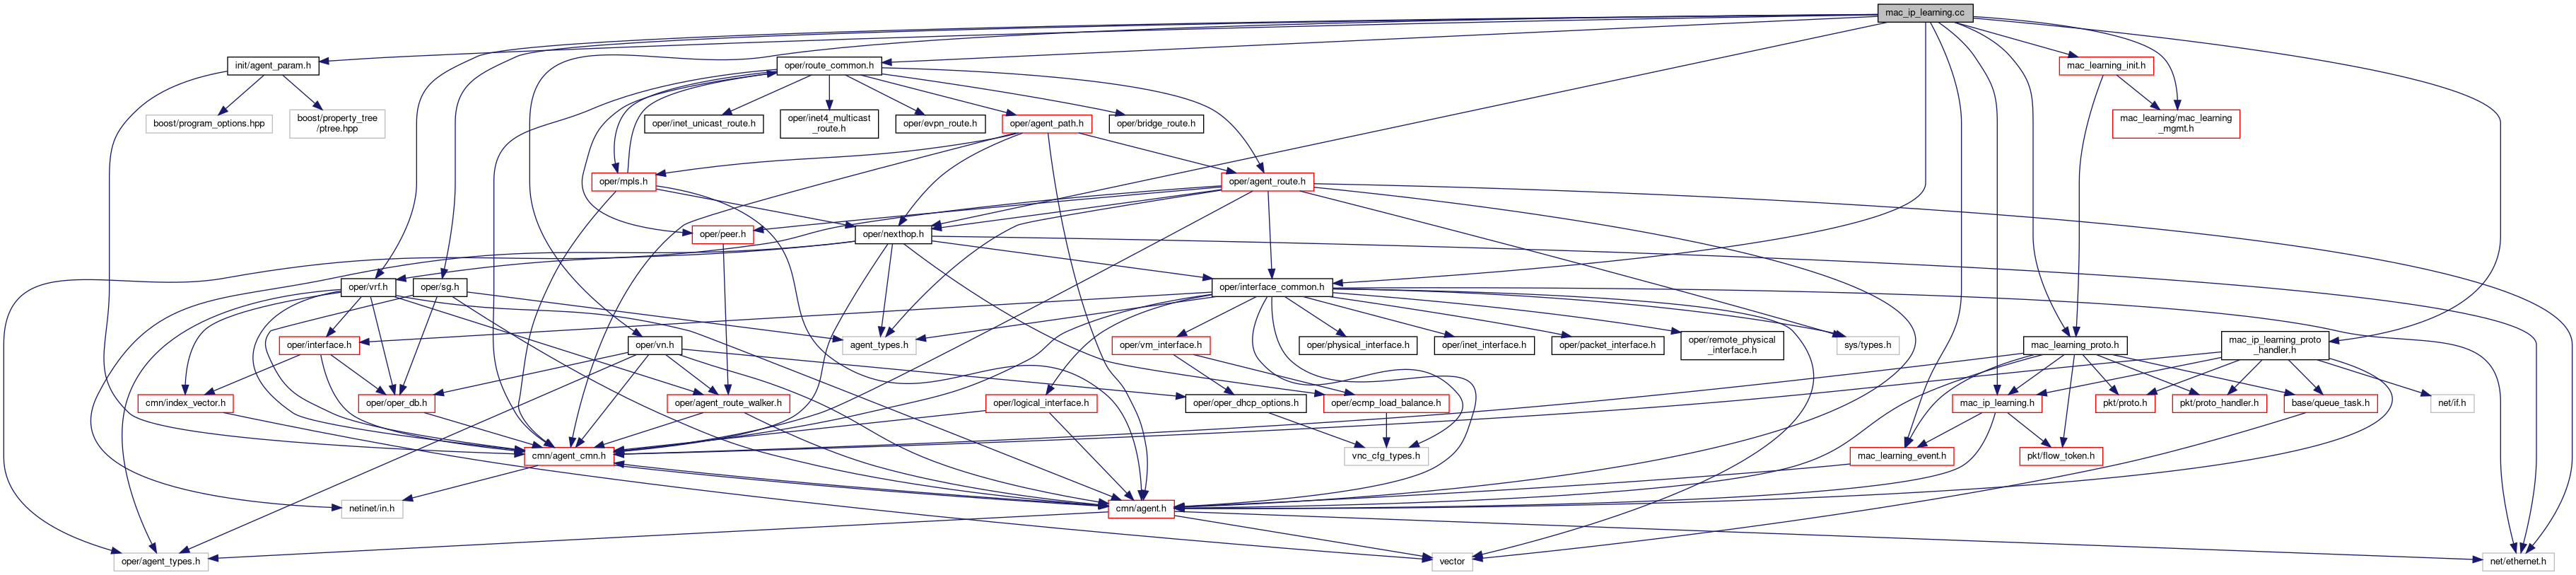 mac_ip_learning.cc
init/agent_param.h
oper/route_common.h
mac_learning_init.h
boost/program_options.hpp
boost/property_tree
/ptree.hpp
oper/inet_unicast_route.h
oper/inet4_multicast
_route.h
oper/evpn_route.h
oper/agent_path.h
oper/bridge_route.h
mac_learning/mac_learning
_mgmt.h
oper/mpls.h
oper/agent_route.h
oper/peer.h
oper/nexthop.h
oper/vrf.h
oper/sg.h
oper/interface_common.h
oper/interface.h
oper/vn.h
agent_types.h
oper/vm_interface.h
oper/physical_interface.h
oper/inet_interface.h
oper/packet_interface.h
oper/remote_physical
_interface.h
sys/types.h
mac_learning_proto.h
mac_ip_learning_proto
_handler.h
cmn/index_vector.h
oper/oper_db.h
oper/agent_route_walker.h
oper/logical_interface.h
oper/oper_dhcp_options.h
oper/ecmp_load_balance.h
mac_ip_learning.h
pkt/proto.h
pkt/proto_handler.h
base/queue_task.h
net/if.h
cmn/agent_cmn.h
vnc_cfg_types.h
mac_learning_event.h
pkt/flow_token.h
netinet/in.h
cmn/agent.h
oper/agent_types.h
vector
net/ethernet.h